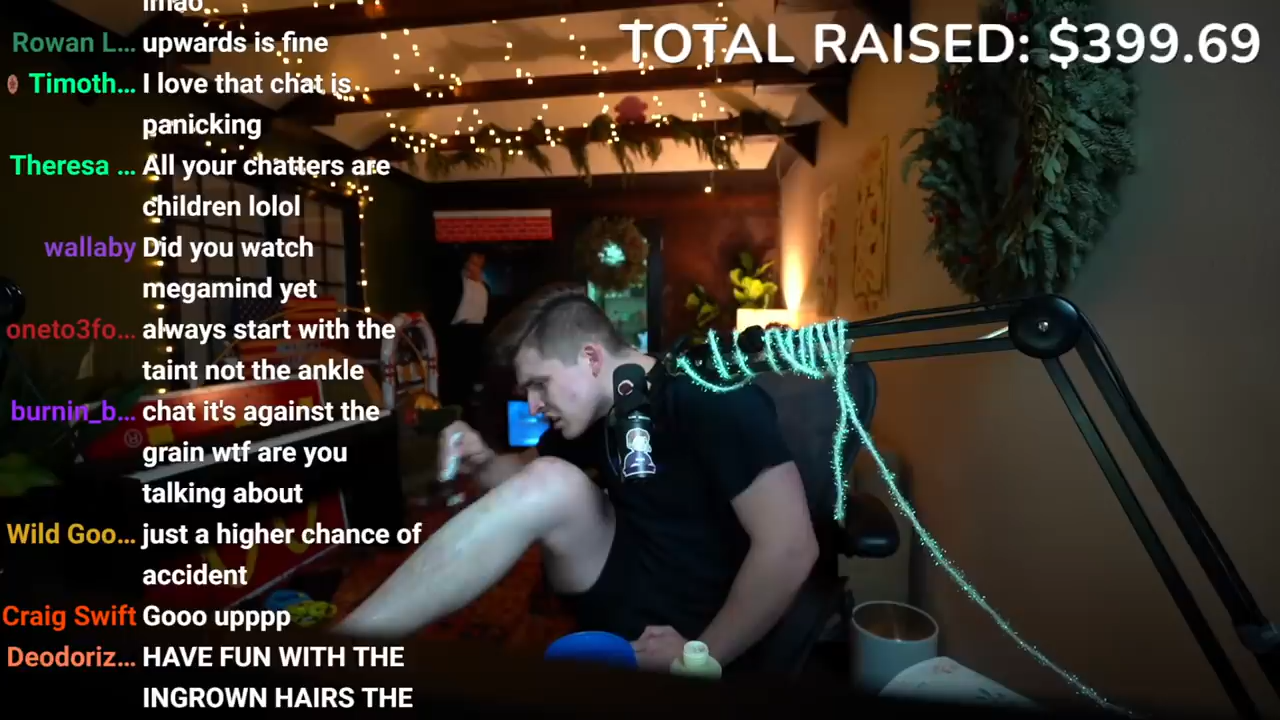 lmao
TOTAL RAISED: $399.69
Rowan L... upwards is fine
Timoth... I love that chat is
panicking
Theresa ... All your chatters are
children lolol
wallaby Did you watch
megamind yet
oneto3fo... always start with the
taint not the ankle
burnin_b... chat it's against the
grain wtf are you
talking about
Wild Goo... just a higher chance of
accident
Craig Swift Gooo upppp
Deodoriz... HAVE FUN WITH THE
INGROWN HAIRS THE